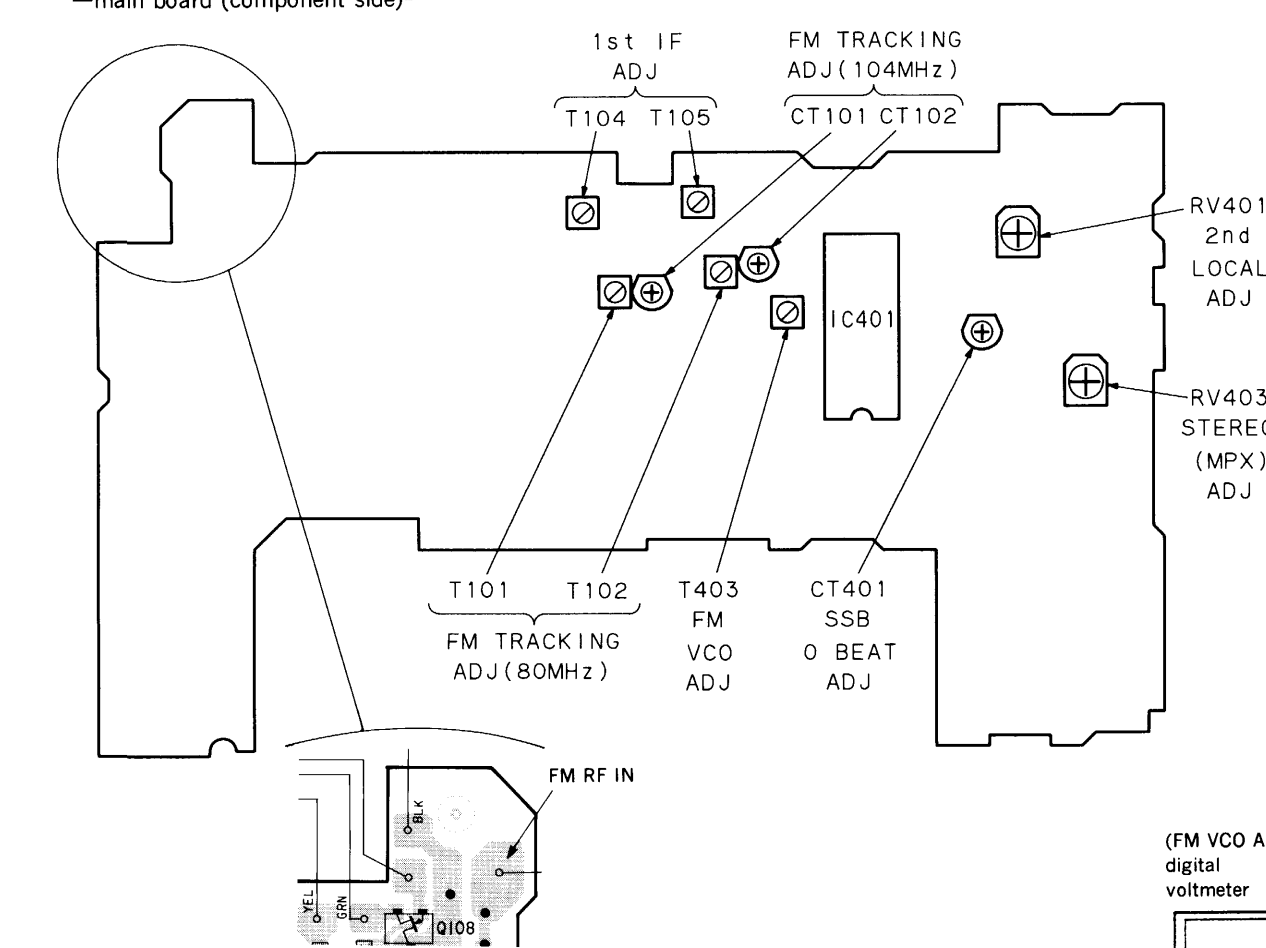 —main board (component side)—
1st IF
ADJ
T104 T105
FM TRACKING
ADJ(104MHz)
CT101 CT102
RV401
2nd
LOCAL
ADJ
IC401
RV403
STEREO
(MPX)
ADJ
T101 T102
FM TRACKING
ADJ(80MHz)
T403
FM
VCO
ADJ
CT401
SSB
0 BEAT
ADJ
FM RF IN
BLK
YEL
GRN
Q108
(FM VCO A
digital
voltmeter